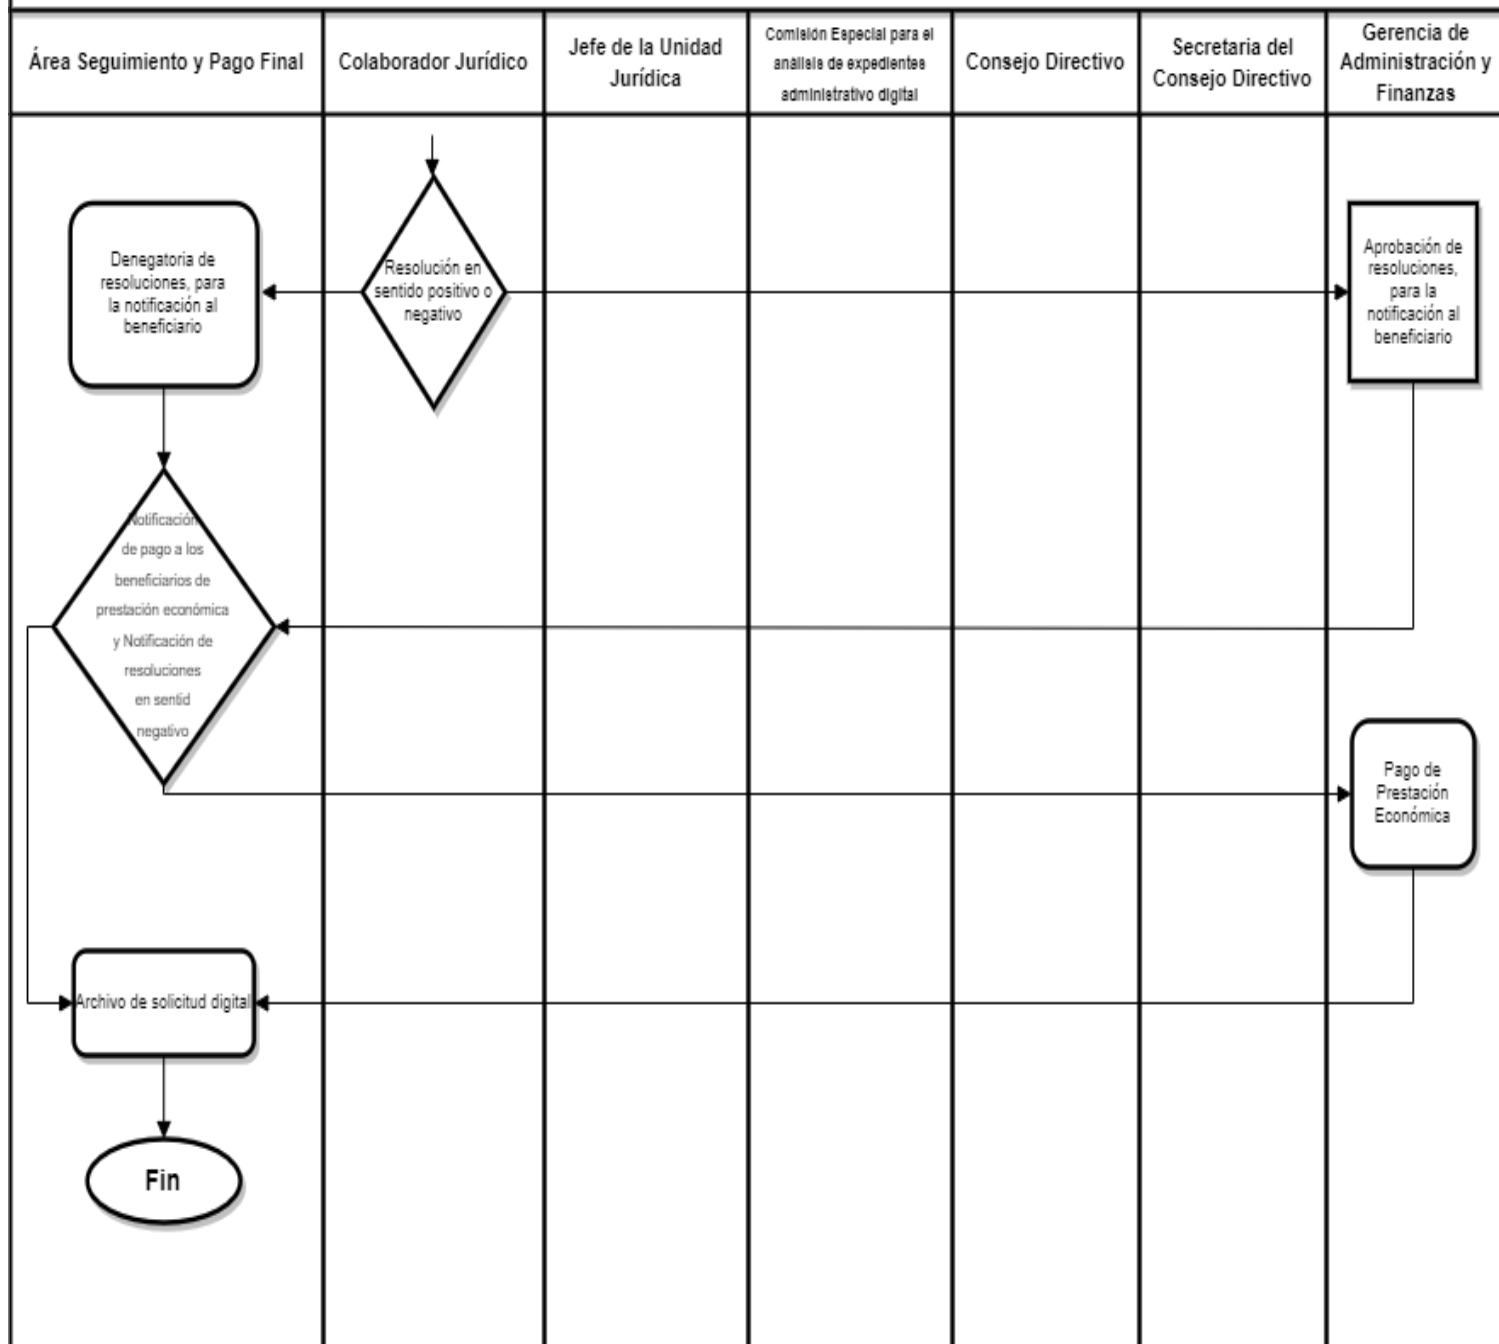 Área Seguimiento y Pago Final
Colaborador Jurídico
Jefe de la Unidad
Jurídica
Comisión Especial para el
análisis de expedientes
administrativo digital
Consejo Directivo
Secretaria del
Consejo Directivo
Gerencia de
Administración y
Finanzas
Denegatoria de
resoluciones, para
la notificación al
beneficiario
Resolución en
sentido positivo o
negativo
Aprobación de
resoluciones,
para la
notificación al
beneficiario
Notificación
de pago a los
beneficiarios de
prestación económica
y Notificación de
resoluciones
en sentid
negativo
Pago de
Prestación
Económica
Archivo de solicitud digital
Fin